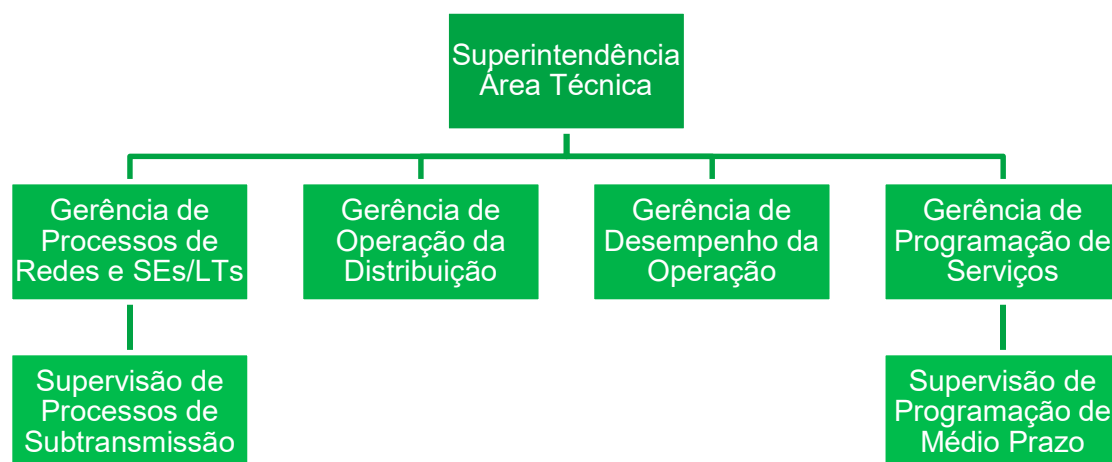 Superintendência
Área Técnica
Gerência de
Processos de
Redes e SEs/LTs
Gerência de
Operação da
Distribuição
Gerência de
Desempenho da
Operação
Gerência de
Programação de
Serviços
Supervisão de
Processos de
Subtransmissão
Supervisão de
Programação de
Médio Prazo